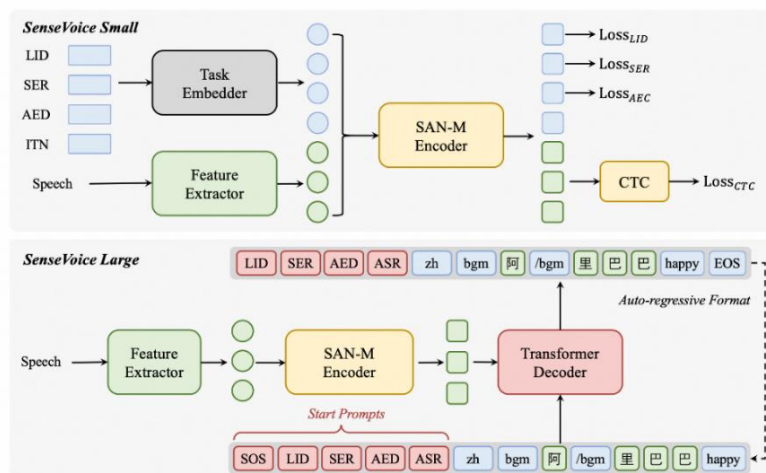 SenseVoice Small
LID
SER
AED
ITN
Task
Embedder
Speech
Feature
Extractor
SAN-M
Encoder
Loss_LID
Loss_SER
Loss_AEC
CTC
Loss_CTC
SenseVoice Large
LID SER AED ASR zh bgm 阿 /bgm 里 巴 巴 happy EOS
Auto-regressive Format
Speech
Feature
Extractor
SAN-M
Encoder
Transformer
Decoder
Start Prompts
SOS LID SER AED ASR zh bgm 阿 /bgm 里 巴 巴 happy